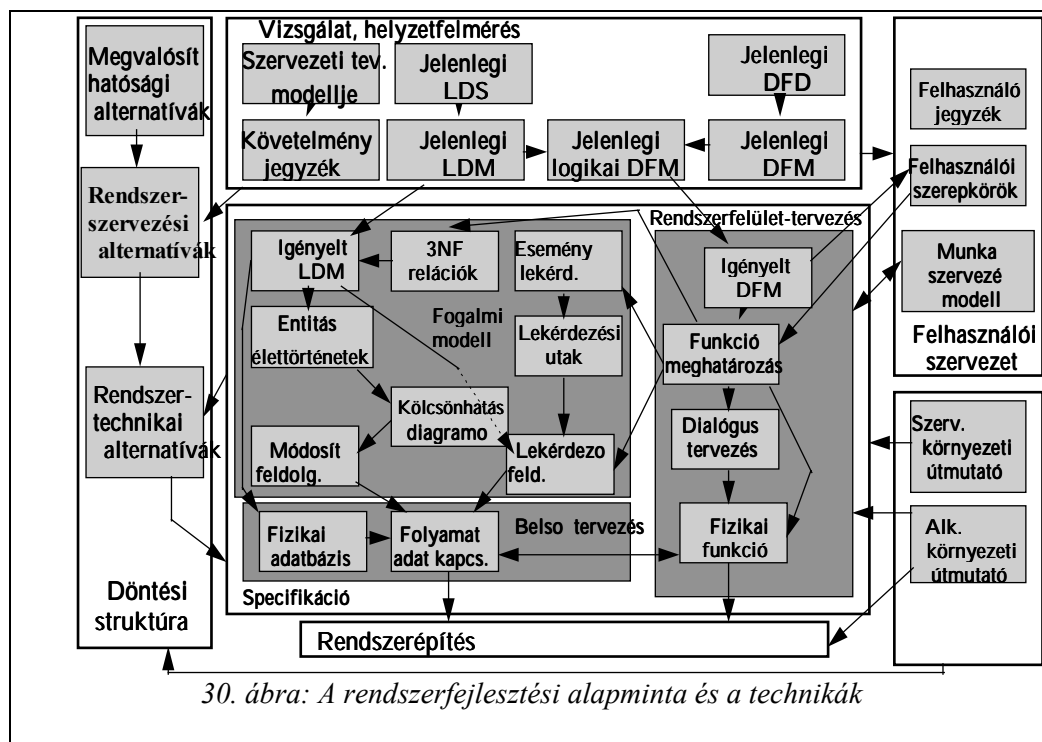 Megvalósít
hatósági
alternatívák
Rendszer-
szervezési
alternatívák
Rendszer-
technikai
alternatívák
Döntési
struktúra
Vizsgálat, helyzetfelmérés
Szervezeti tev.
modellje
Jelenlegi
LDS
Jelenlegi
DFD
Követelmény
jegyzék
Jelenlegi
LDM
Jelenlegi
logikai DFM
Jelenlegi
DFM
Rendszerfelület-tervezés
Igényelt
LDM
3NF
relációk
Esemény
lekérd.
Igényelt
DFM
Entitás
élettörténetek
Fogalmi
modell
Lekérdezési
utak
Funkció
meghatározás
Kölcsönhatás
diagramo
Dialógus
tervezés
Módosít
feldolg.
Lekérdezo
feld.
Fizikai
adatbázis
Folyamat
adat kapcs.
Belso tervezés
Fizikai
funkció
Specifikáció
Rendszerépítés
Felhasználó
jegyzék
Felhasználói
szerepkörök
Munka
szervezé
modell
Felhasználói
szervezet
Szerv.
környezeti
útmutató
Alk.
környezeti
útmutató
30. ábra: A rendszerfejlesztési alapminta és a technikák